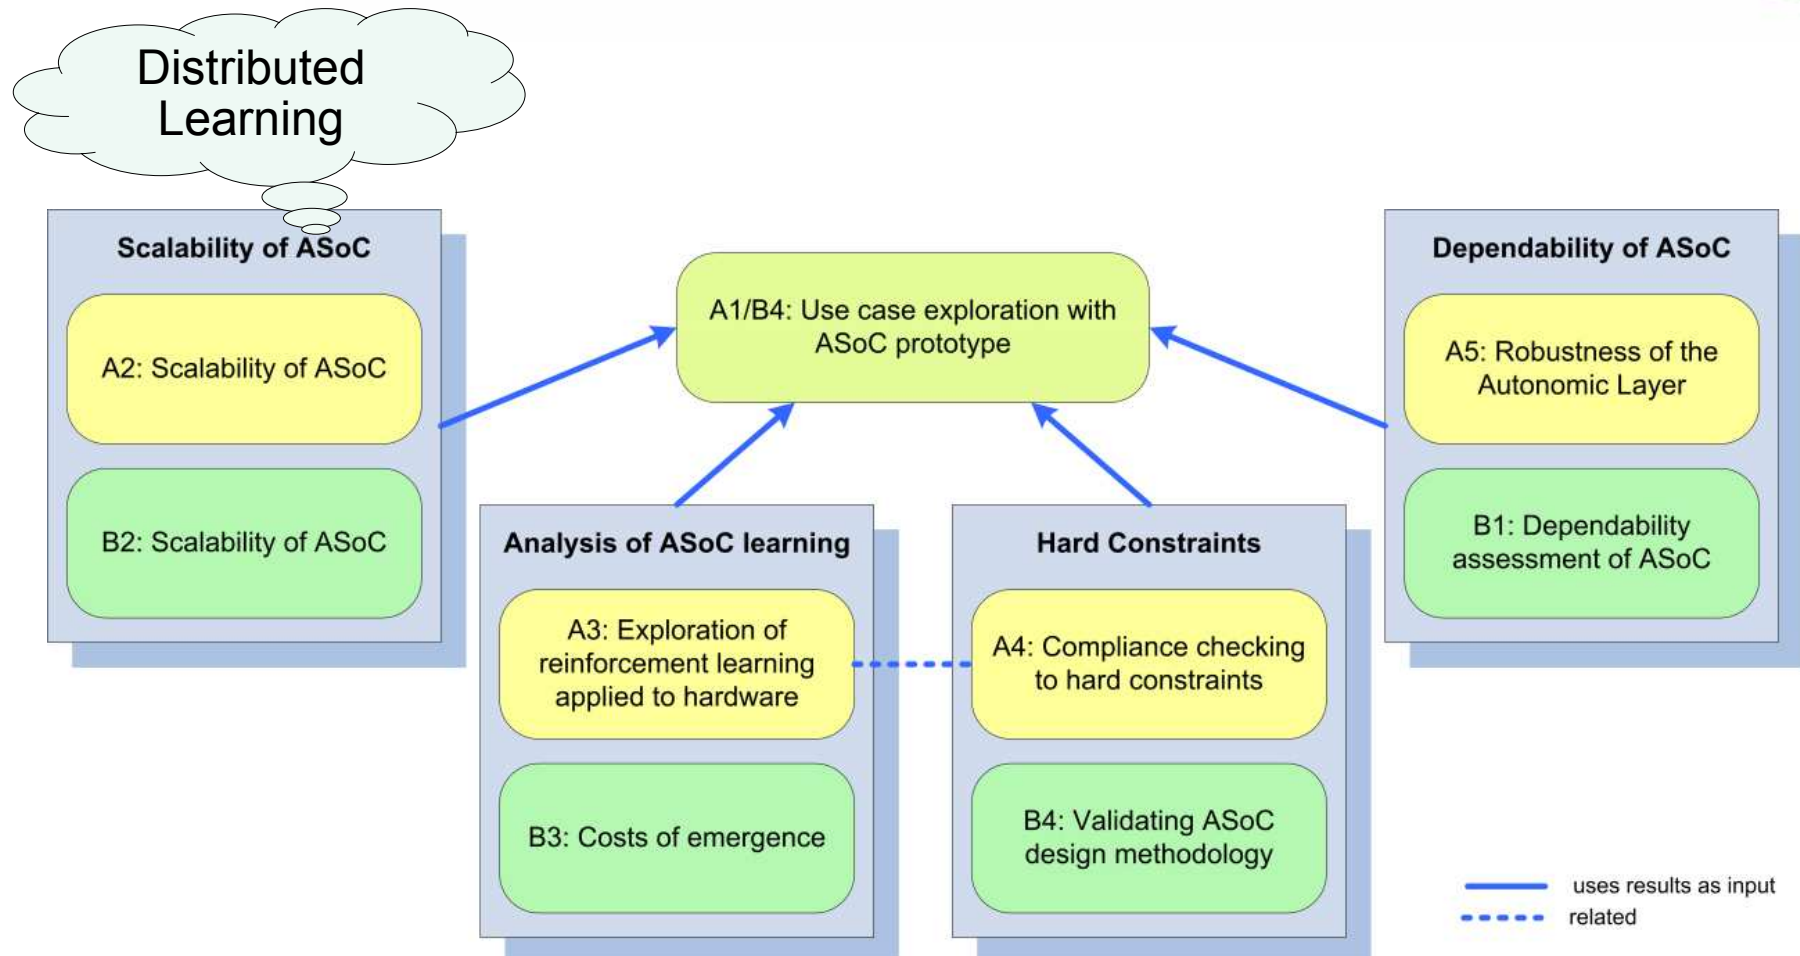 Distributed
Learning
Scalability of ASoC
A2: Scalability of ASoC
B2: Scalability of ASoC
A1/B4: Use case exploration with
ASoC prototype
Dependability of ASoC
A5: Robustness of the
Autonomic Layer
B1: Dependability
assessment of ASoC
Analysis of ASoC learning
A3: Exploration of
reinforcement learning
applied to hardware
B3: Costs of emergence
Hard Constraints
A4: Compliance checking
to hard constraints
B4: Validating ASoC
design methodology
uses results as input
related